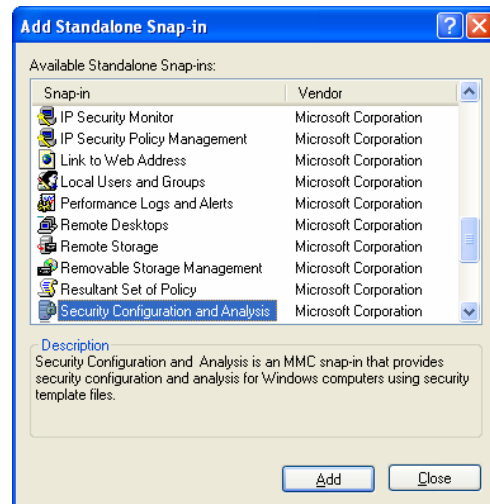 Add Standalone Snap-in
Available Standalone Snap-ins:
Snap-in Vendor
IP Security Monitor Microsoft Corporation
IP Security Policy Management Microsoft Corporation
Link to Web Address Microsoft Corporation
Local Users and Groups Microsoft Corporation
Performance Logs and Alerts Microsoft Corporation
Remote Desktops Microsoft Corporation
Remote Storage Microsoft Corporation
Removable Storage Management Microsoft Corporation
Resultant Set of Policy Microsoft Corporation
Security Configuration and Analysis Microsoft Corporation
Description
Security Configuration and Analysis is an MMC snap-in that provides
security configuration and analysis for Windows computers using security
template files.
Add Close